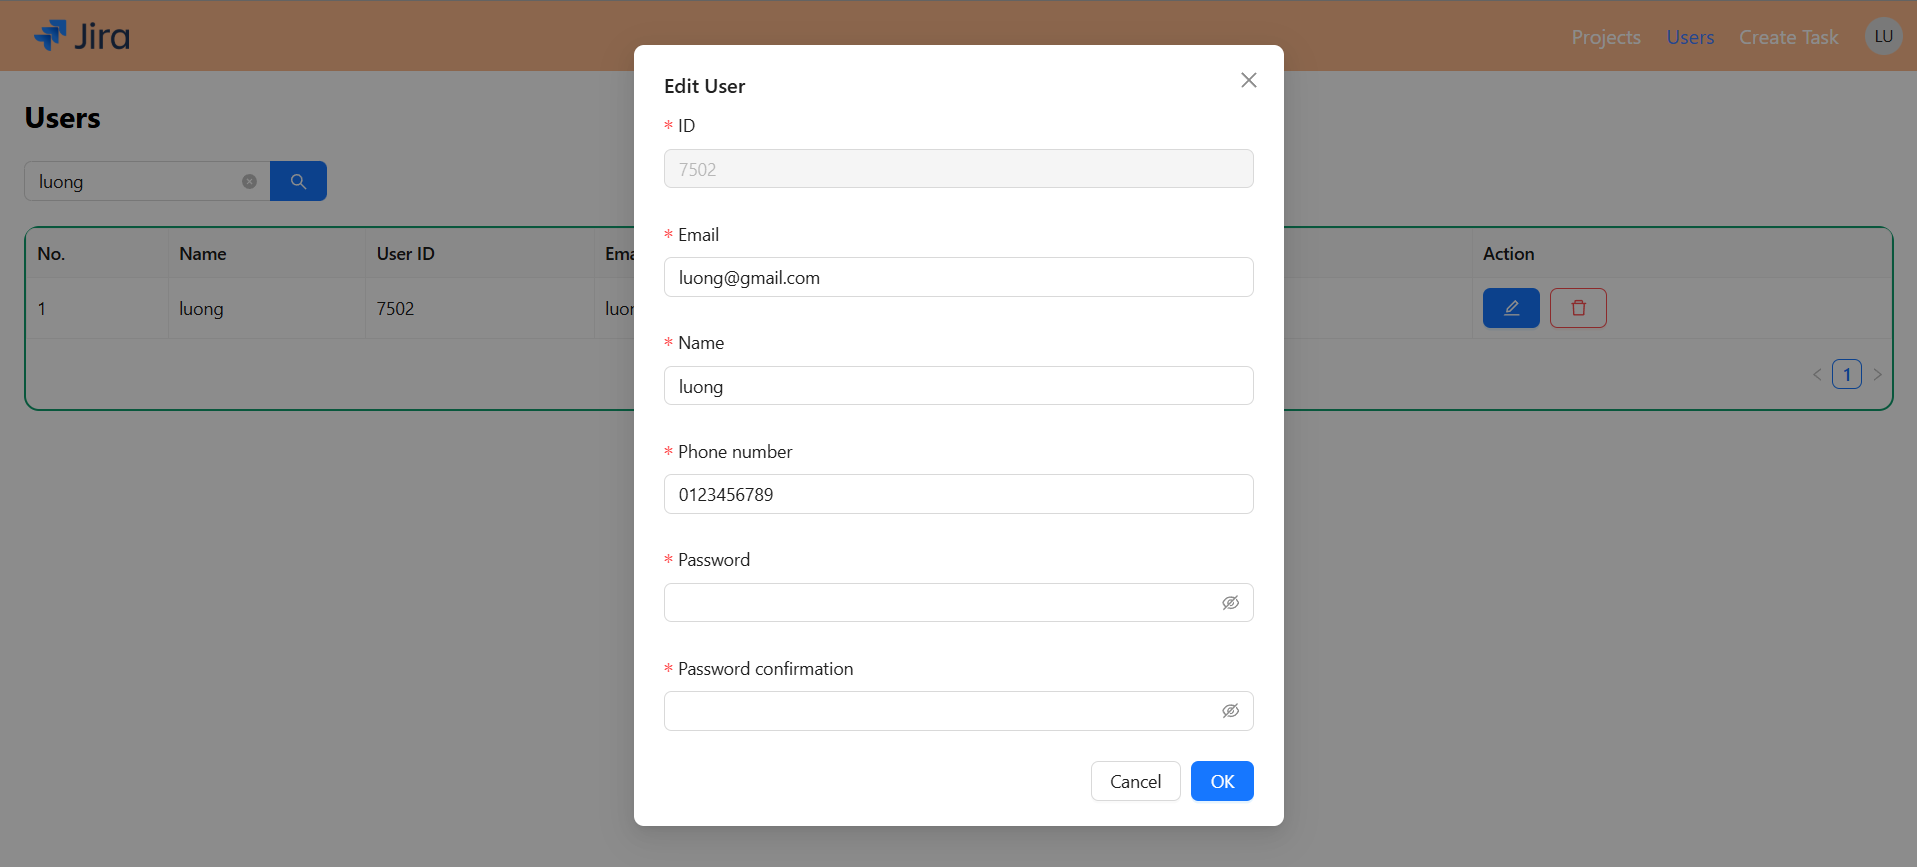 Jira
Projects Users Create Task LU
Users
luong
No. Name User ID Ema Action
1 luong 7502 luor
1
Edit User
* ID
7502
* Email
luong@gmail.com
* Name
luong
* Phone number
0123456789
* Password
* Password confirmation
Cancel OK